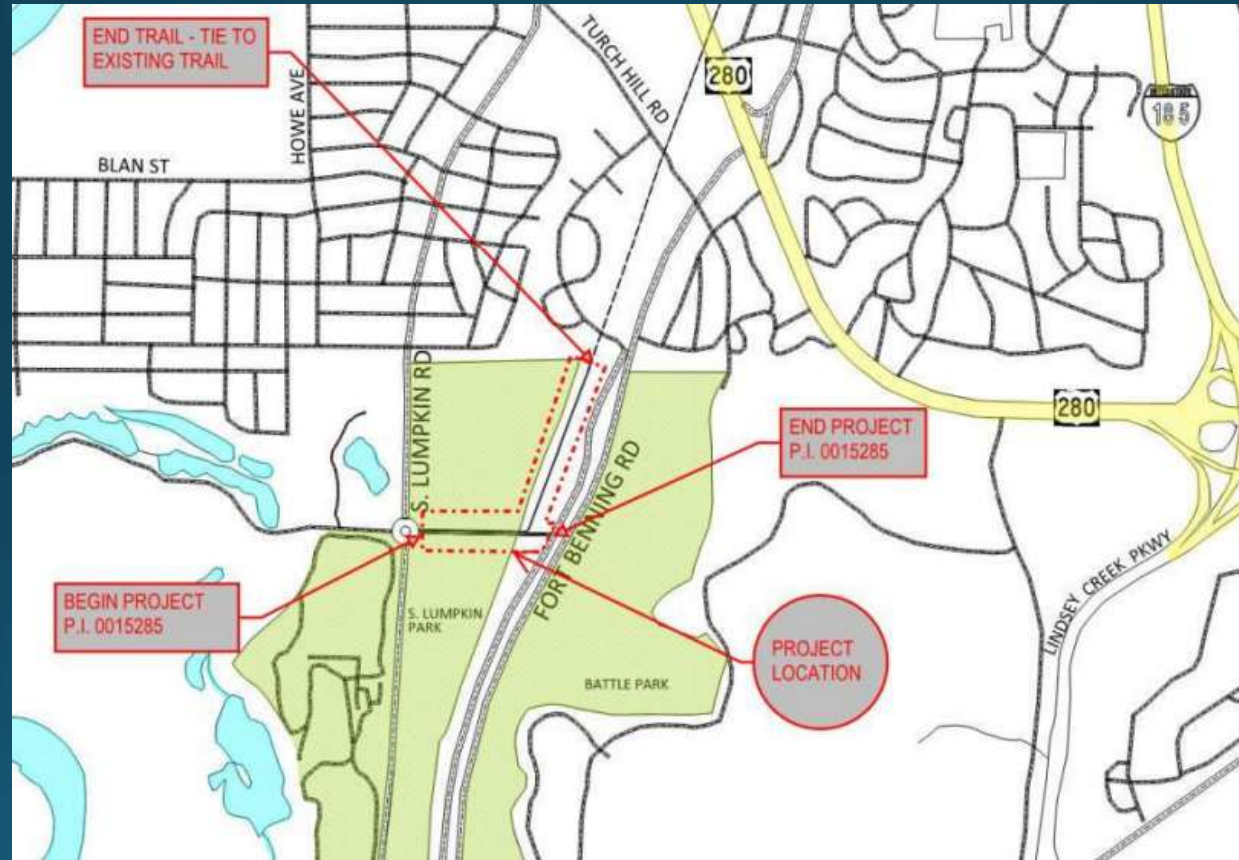 END TRAIL - TIE TO
EXISTING TRAIL
HOWE AVE
TURCH HILL RD
280
185
BLAN ST
S. LUMPKIN RD
280
END PROJECT
P.I. 0015285
FORT BENNING RD
BEGIN PROJECT
P.I. 0015285
S. LUMPKIN
PARK
PROJECT
LOCATION
BATTLE PARK
LINDSEY CREEK PKWY